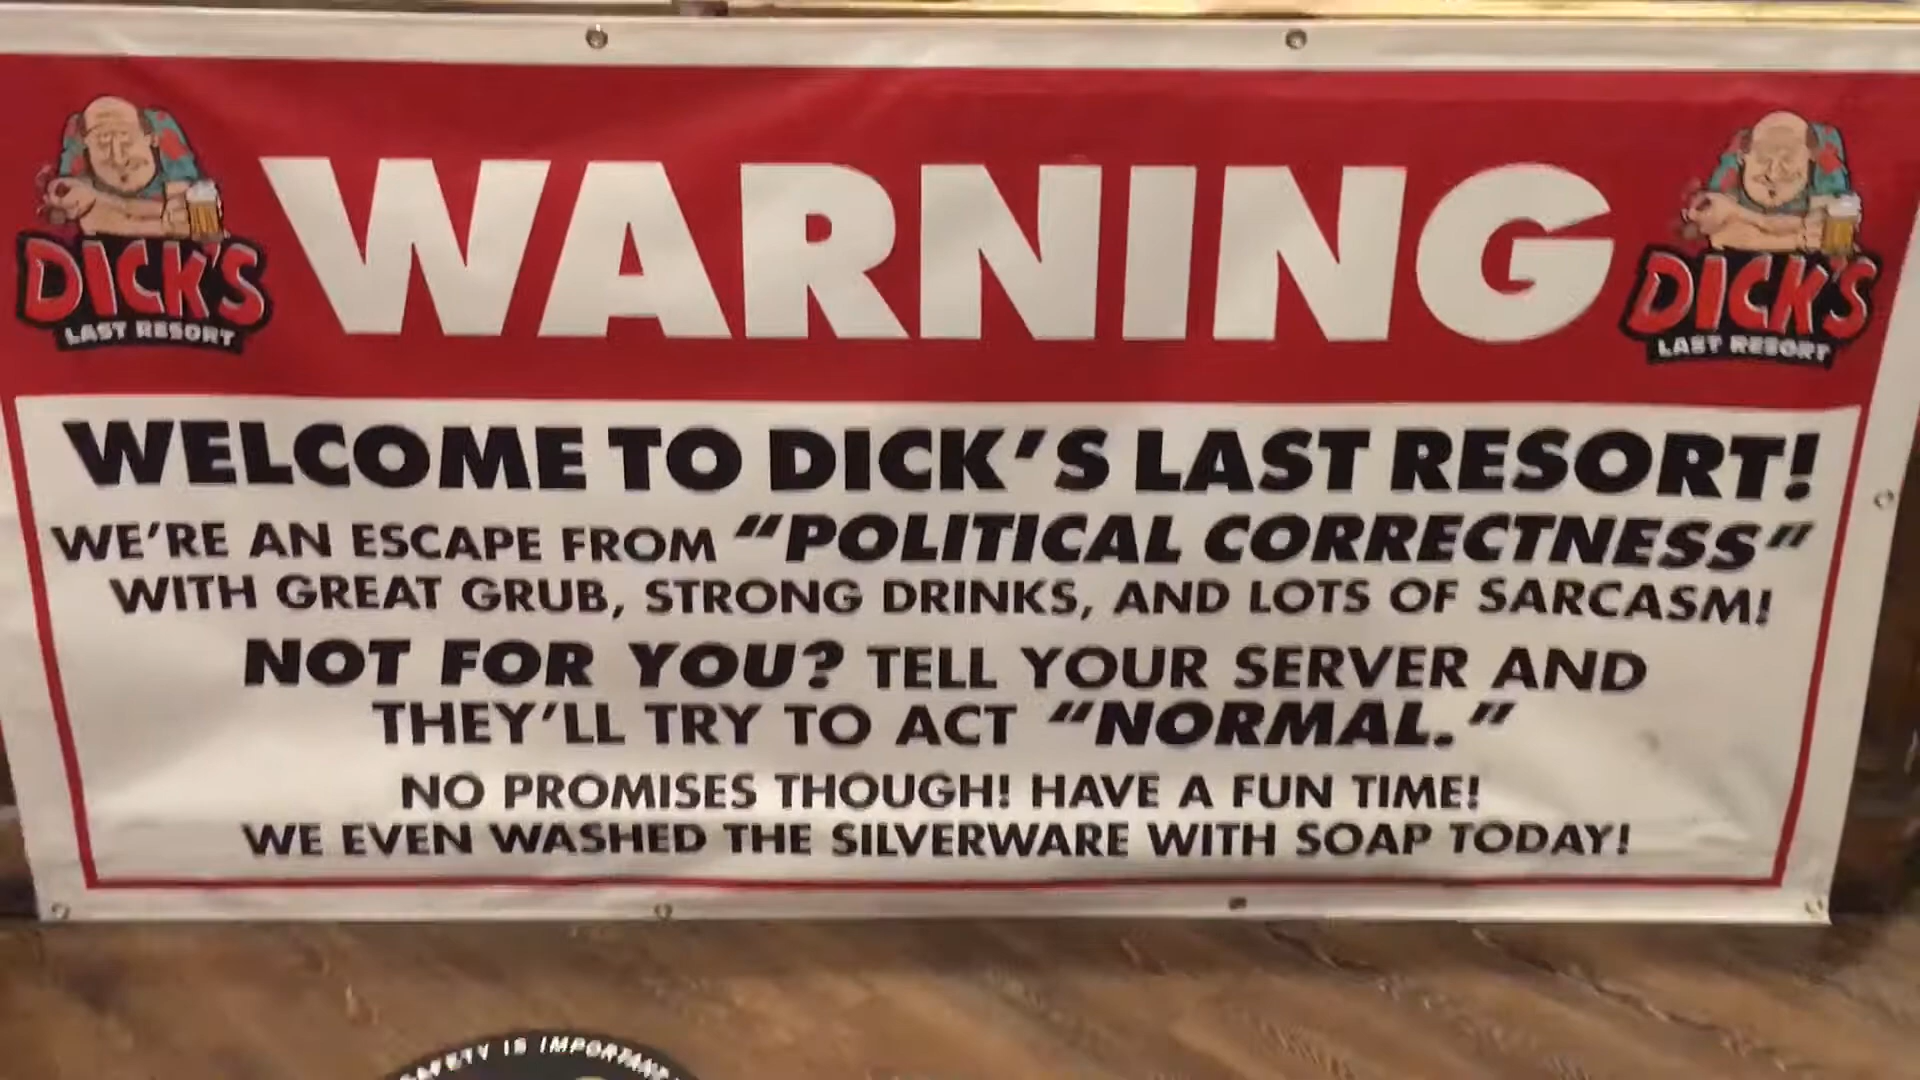 WARNING
DICK'S
LAST RESORT
DICK'S
LAST RESORT
WELCOME TO DICK'S LAST RESORT!
WE'RE AN ESCAPE FROM "POLITICAL CORRECTNESS"
WITH GREAT GRUB, STRONG DRINKS, AND LOTS OF SARCASM!
NOT FOR YOU? TELL YOUR SERVER AND
THEY'LL TRY TO ACT "NORMAL."
NO PROMISES THOUGH! HAVE A FUN TIME!
WE EVEN WASHED THE SILVERWARE WITH SOAP TODAY!
IS IMPORTANT